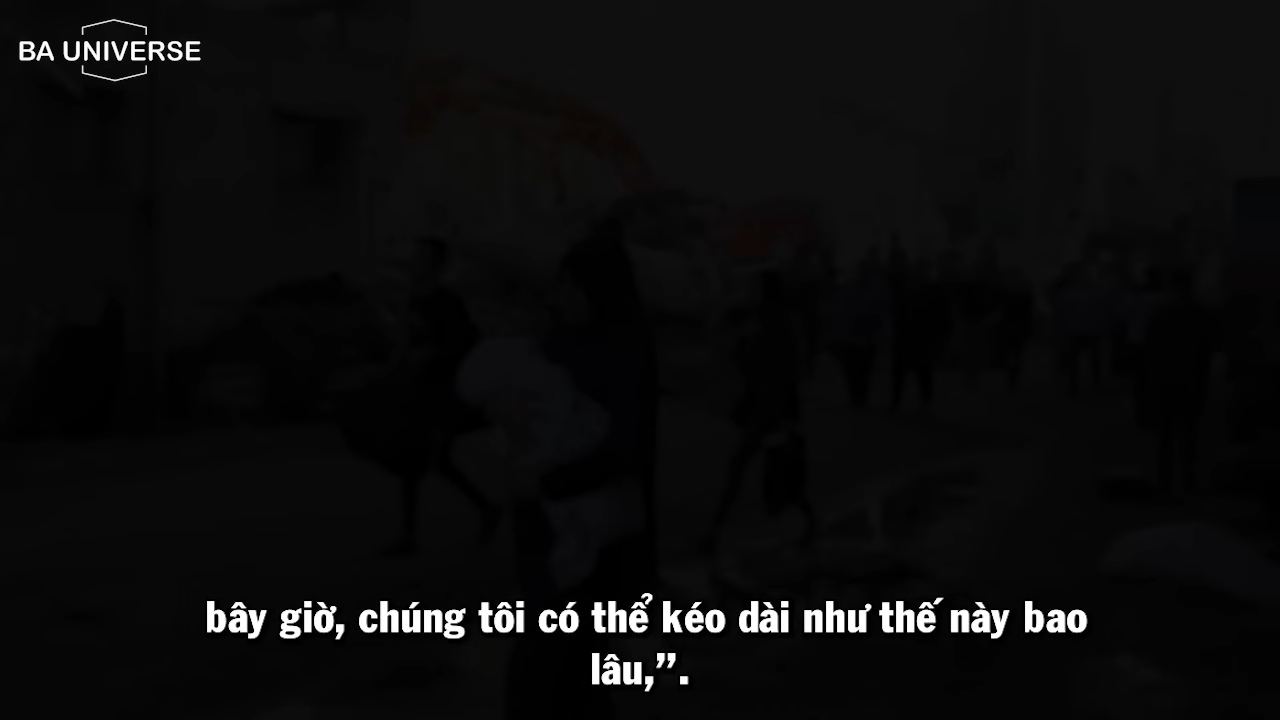 BA UNIVERSE
bây giờ, chúng tôi có thể kéo dài như thế này bao
lâu,”.